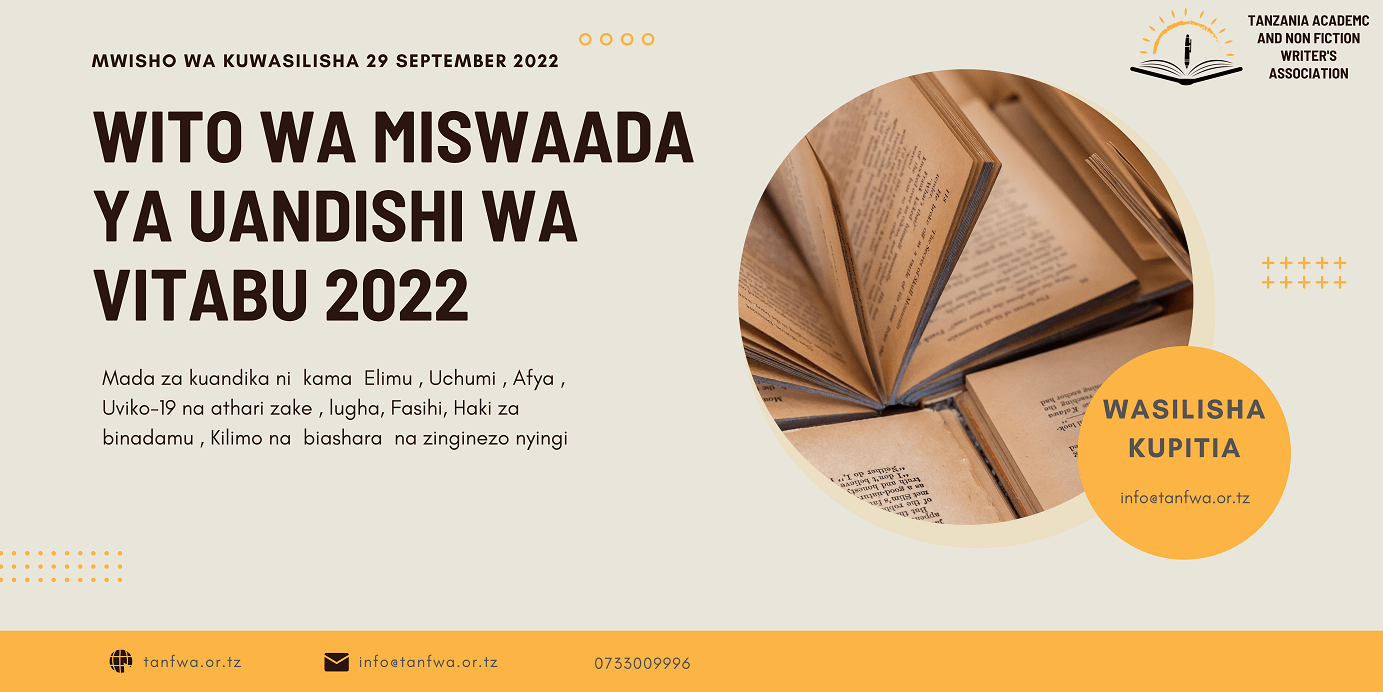 MWISHO WA KUWASILISHA 29 SEPTEMBER 2022
TANZANIA ACADEMC
AND NON FICTION
WRITER'S
ASSOCIATION
WITO WA MISWAADA
YA UANDISHI WA
VITABU 2022
Mada za kuandika ni kama Elimu , Uchumi , Afya ,
Uviko-19 na athari zake , lugha, Fasihi, Haki za
binadamu , Kilimo na biashara na zinginezo nyingi
WASILISHA
KUPITIA
info@tanfwa.or.tz
tanfwa.or.tz
info@tanfwa.or.tz
0733009996